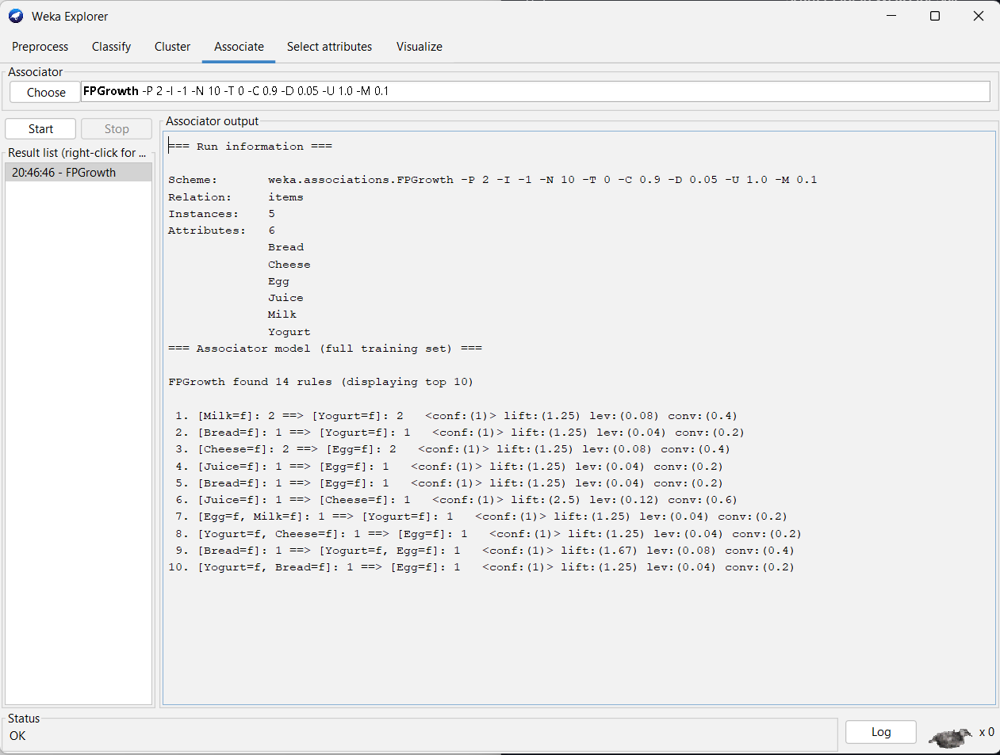 Weka Explorer
Preprocess Classify Cluster Associate Select attributes Visualize
Associator
Choose FPGrowth -P 2 -I -1 -N 10 -T 0 -C 0.9 -D 0.05 -U 1.0 -M 0.1
Start Stop
Result list (right-click for ...
20:46:46 - FPGrowth
Associator output
=== Run information ===
Scheme: weka.associations.FPGrowth -P 2 -I -1 -N 10 -T 0 -C 0.9 -D 0.05 -U 1.0 -M 0.1
Relation: items
Instances: 5
Attributes: 6
Bread
Cheese
Egg
Juice
Milk
Yogurt
=== Associator model (full training set) ===
FPGrowth found 14 rules (displaying top 10)
1. [Milk=f]: 2 ==> [Yogurt=f]: 2 <conf:(1)> lift:(1.25) lev:(0.08) conv:(0.4)
2. [Bread=f]: 1 ==> [Yogurt=f]: 1 <conf:(1)> lift:(1.25) lev:(0.04) conv:(0.2)
3. [Cheese=f]: 2 ==> [Egg=f]: 2 <conf:(1)> lift:(1.25) lev:(0.08) conv:(0.4)
4. [Juice=f]: 1 ==> [Egg=f]: 1 <conf:(1)> lift:(1.25) lev:(0.04) conv:(0.2)
5. [Bread=f]: 1 ==> [Egg=f]: 1 <conf:(1)> lift:(1.25) lev:(0.04) conv:(0.2)
6. [Juice=f]: 1 ==> [Cheese=f]: 1 <conf:(1)> lift:(2.5) lev:(0.12) conv:(0.6)
7. [Egg=f, Milk=f]: 1 ==> [Yogurt=f]: 1 <conf:(1)> lift:(1.25) lev:(0.04) conv:(0.2)
8. [Yogurt=f, Cheese=f]: 1 ==> [Egg=f]: 1 <conf:(1)> lift:(1.25) lev:(0.04) conv:(0.2)
9. [Bread=f]: 1 ==> [Yogurt=f, Egg=f]: 1 <conf:(1)> lift:(1.67) lev:(0.08) conv:(0.4)
10. [Yogurt=f, Bread=f]: 1 ==> [Egg=f]: 1 <conf:(1)> lift:(1.25) lev:(0.04) conv:(0.2)
Status
OK
Log
x 0